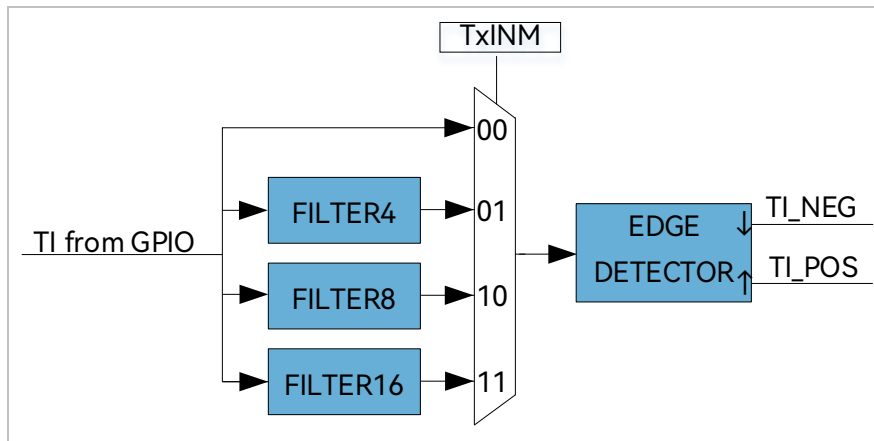 TxINM
00
FILTER4
01
TI from GPIO
EDGE ↓
DETECTOR ↑
TI_NEG
TI_POS
FILTER8
10
FILTER16
11